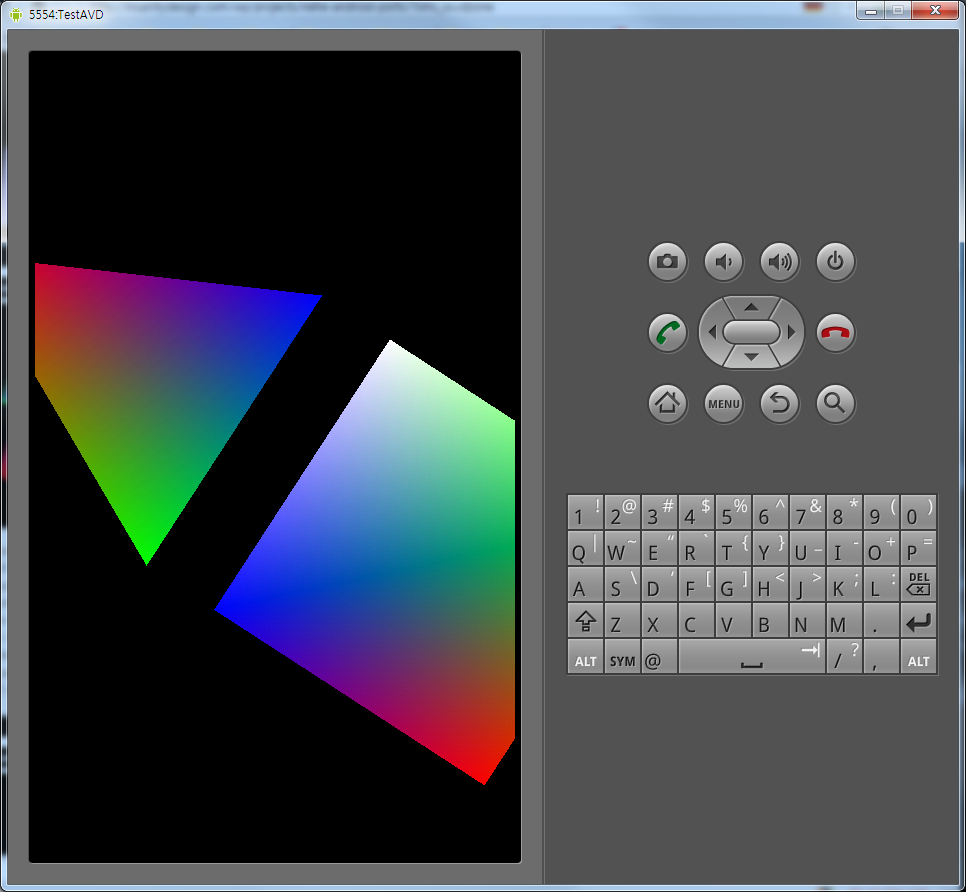 5554:TestAVD
MENU
1 ! 2 @ 3 # 4 $ 5 % 6 ^ 7 & 8 * 9 ( 0 )
Q | W ~ E “ R ` T { Y } U _ I - O + P =
A S \ D ‘ F [ G ] H < J > K ; L : DEL
Z X C V B N M .
ALT SYM @ / ? , ALT